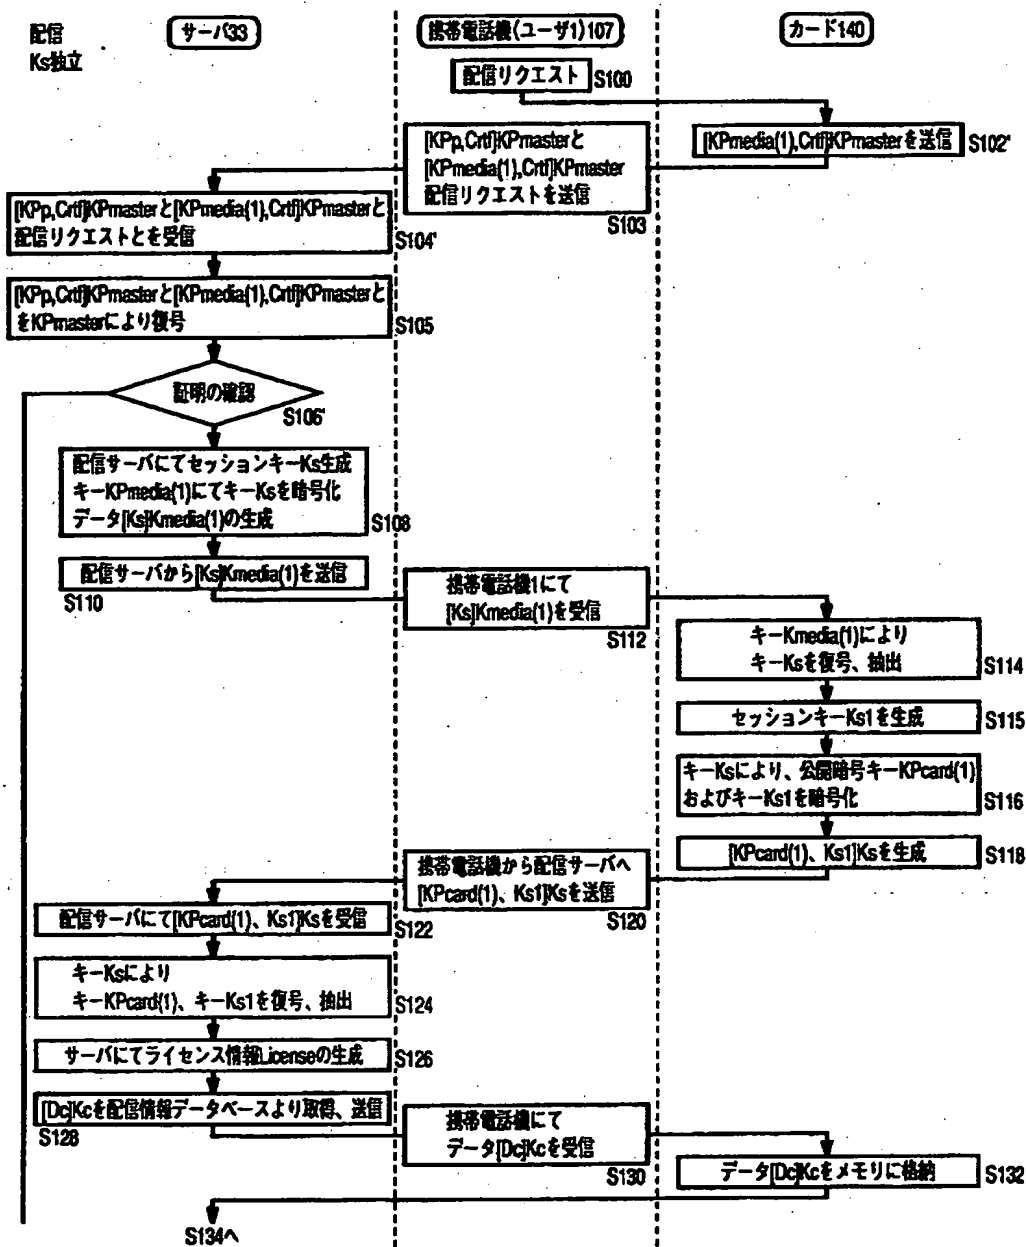 配信
Ks独立
サーバ33
携帯電話機(ユーザ1)107
カード140
配信リクエスト
S100
[KPmedia(1),Crtf]KPmasterを送信
S102'
[KPp,Crtf]KPmasterと
[KPmedia(1),Crtf]KPmaster
配信リクエストを送信
S103
[KPp,Crtf]KPmasterと[KPmedia(1),Crtf]KPmasterと
配信リクエストとを受信
S104'
[KPp,Crtf]KPmasterと[KPmedia(1),Crtf]KPmasterと
をKPmasterにより復号
S105
証明の確認
S106'
配信サーバにてセッションキーKs生成
キーKPmedia(1)にてキーKsを暗号化
データ[Ks]Kmedia(1)の生成
S108
配信サーバから[Ks]Kmedia(1)を送信
S110
携帯電話機1にて
[Ks]Kmedia(1)を受信
S112
キーKmedia(1)により
キーKsを復号、抽出
S114
セッションキーKs1を生成
S115
キーKsにより、公開暗号キーKPcard(1)
およびキーKs1を暗号化
S116
[KPcard(1)、Ks1]Ksを生成
S118
携帯電話機から配信サーバへ
[KPcard(1)、Ks1]Ksを送信
S120
配信サーバにて[KPcard(1)、Ks1]Ksを受信
S122
キーKsにより
キーKPcard(1)、キーKs1を復号、抽出
S124
サーバにてライセンス情報Licenseの生成
S126
[Dc]Kcを配信情報データベースより取得、送信
S128
携帯電話機にて
データ[Dc]Kcを受信
S130
データ[Dc]Kcをメモリに格納
S132
S134へ